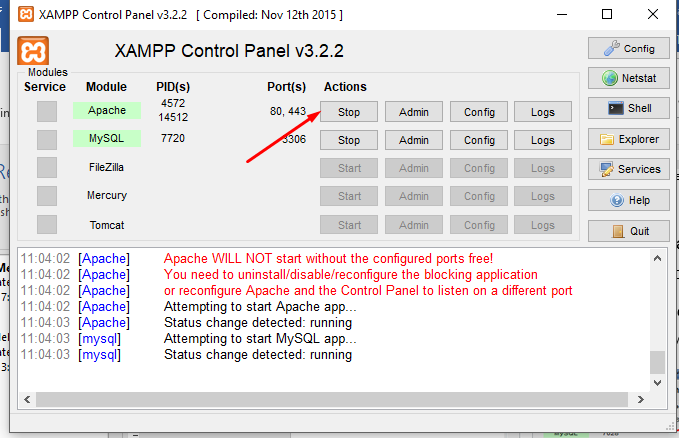 XAMPP Control Panel v3.2.2 [ Compiled: Nov 12th 2015 ]
XAMPP Control Panel v3.2.2
Config
Modules
Service Module PID(s) Port(s) Actions
Netstat
Apache 4572 14512 80, 443 Stop Admin Config Logs
Shell
MySQL 7720 3306 Stop Admin Config Logs
Explorer
FileZilla Start Admin Config Logs
Services
Mercury Start Admin Config Logs
Help
Tomcat Start Admin Config Logs
Quit
11:04:02 [Apache] Apache WILL NOT start without the configured ports free!
11:04:02 [Apache] You need to uninstall/disable/reconfigure the blocking application
11:04:02 [Apache] or reconfigure Apache and the Control Panel to listen on a different port
11:04:02 [Apache] Attempting to start Apache app...
11:04:03 [Apache] Status change detected: running
11:04:03 [mysql] Attempting to start MySQL app...
11:04:03 [mysql] Status change detected: running